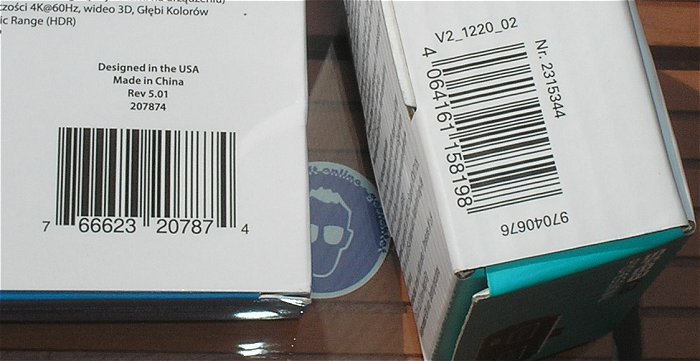 zości 4K@60Hz, wideo 3D, Głębi Kolorów
ic Range (HDR)
Designed in the USA
Made in China
Rev 5.01
207874
7 66623 20787 4
V2_1220_02
Nr. 2315344
4 064161 158198
97040676
online